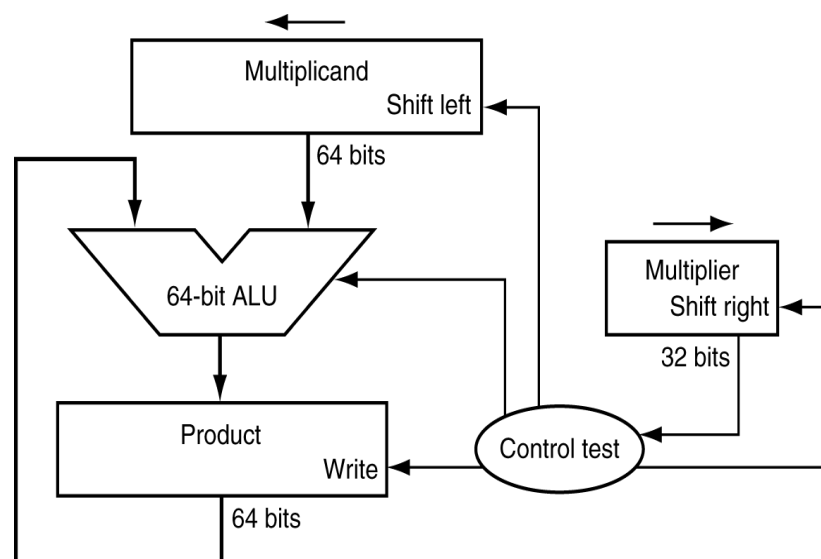 Multiplicand
Shift left
64 bits
64-bit ALU
Multiplier
Shift right
32 bits
Product
Write
Control test
64 bits